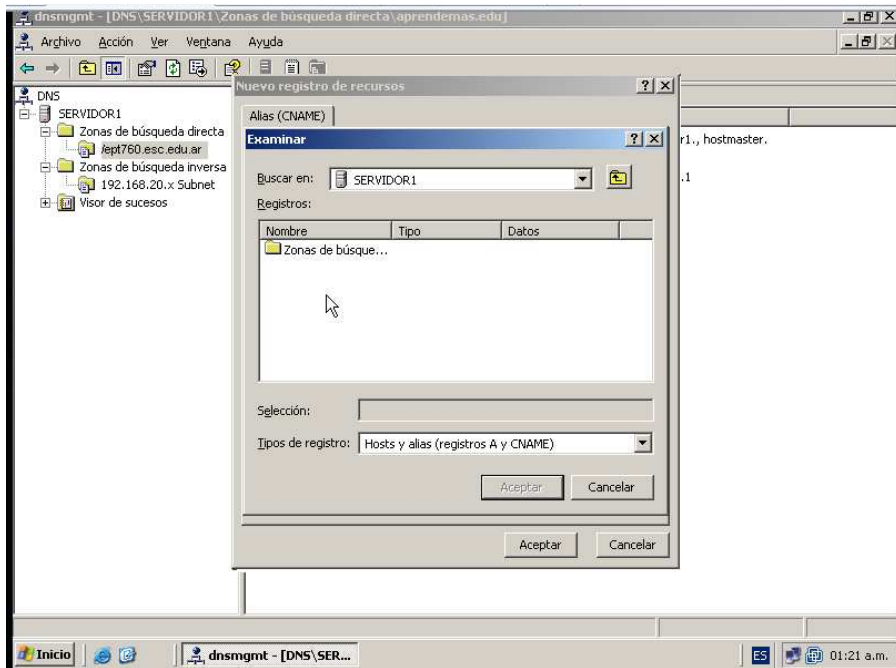 dnsmgmt - [DNS\SERVIDOR1\Zonas de búsqueda directa\aprendemas.edu]
Archivo Acción Ver Ventana Ayuda
DNS
SERVIDOR1
Zonas de búsqueda directa
/ept760.esc.edu.ar
Zonas de búsqueda inversa
192.168.20.x Subnet
Visor de sucesos
Nuevo registro de recursos
Alias (CNAME)
r1., hostmaster.
.1
Examinar
Buscar en: SERVIDOR1
Registros:
Nombre Tipo Datos
Zonas de búsque...
Selección:
Tipos de registro: Hosts y alias (registros A y CNAME)
Aceptar Cancelar
Aceptar Cancelar
Inicio dnsmgmt - [DNS\SER... ES 01:21 a.m.